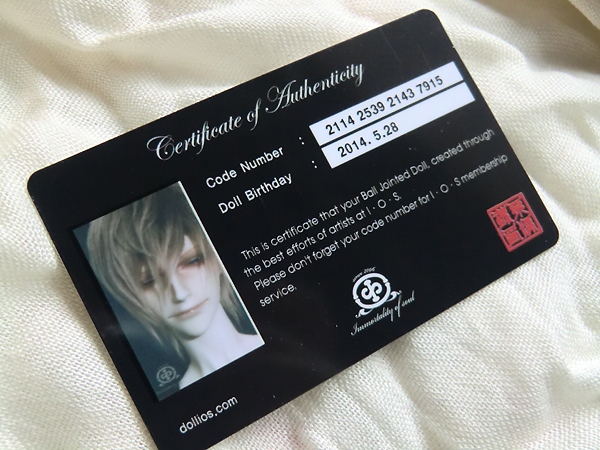 Certificate of Authenticity
Code Number : 2114 2539 2143 7915
Doll Birthday : 2014. 5.28
This is certificate that your Ball Jointed Doll, created through
the best efforts of artists at I · O · S.
Please don't forget your code number for I · O · S membership
service.
since 2006
Immortality of soul
dollios.com